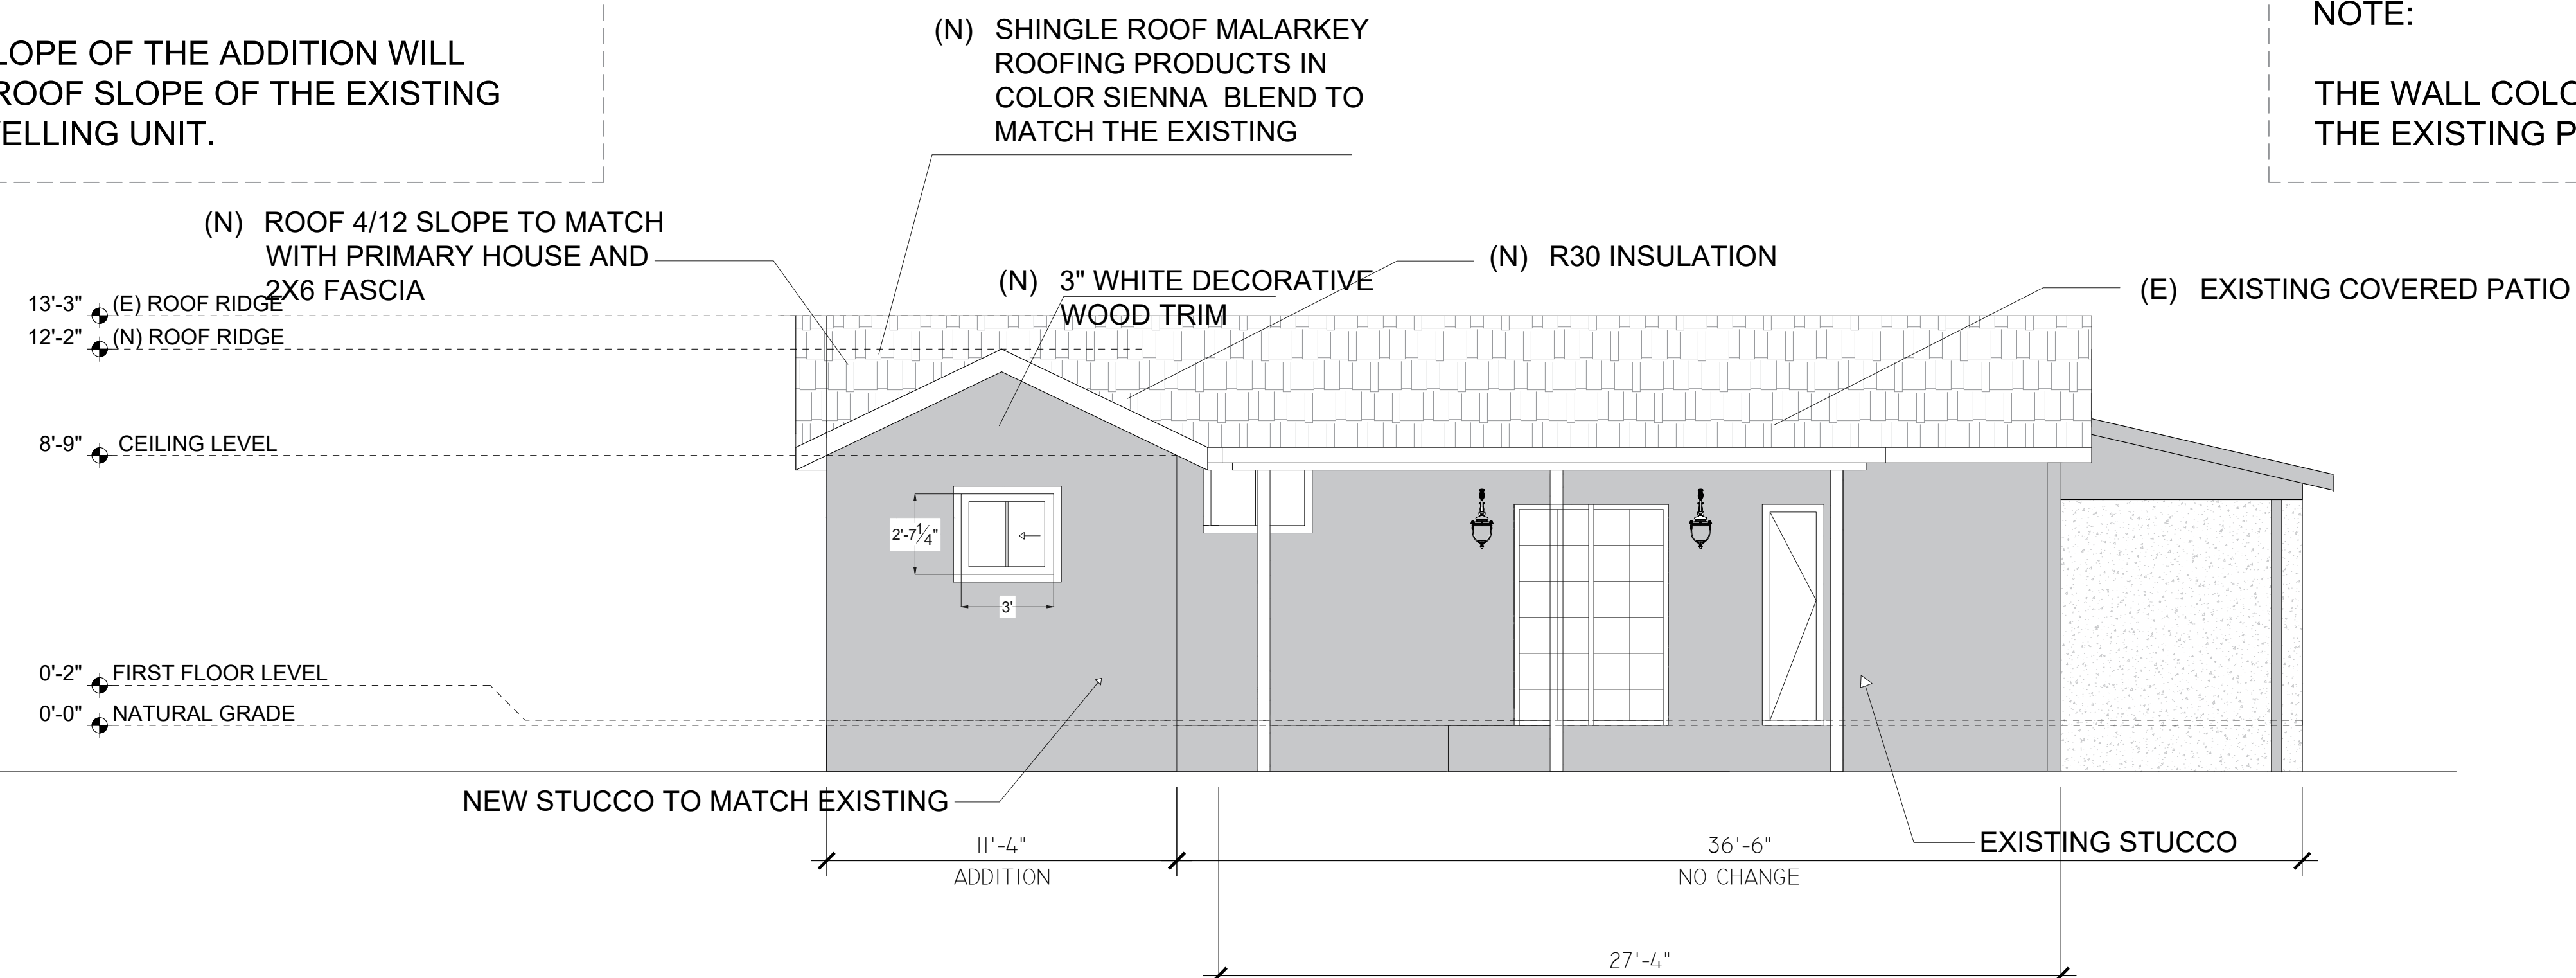 LOPE OF THE ADDITION WILL
ROOF SLOPE OF THE EXISTING
ELLING UNIT.
(N) SHINGLE ROOF MALARKEY
ROOFING PRODUCTS IN
COLOR SIENNA BLEND TO
MATCH THE EXISTING
NOTE:
THE WALL COLO
THE EXISTING P
(N) ROOF 4/12 SLOPE TO MATCH
WITH PRIMARY HOUSE AND
2X6 FASCIA
(N) 3" WHITE DECORATIVE
WOOD TRIM
(N) R30 INSULATION
(E) EXISTING COVERED PATIO
13'-3" (E) ROOF RIDGE
12'-2" (N) ROOF RIDGE
8'-9" CEILING LEVEL
2'-7 1/4"
3'
0'-2" FIRST FLOOR LEVEL
0'-0" NATURAL GRADE
NEW STUCCO TO MATCH EXISTING
EXISTING STUCCO
11'-4"
ADDITION
36'-6"
NO CHANGE
27'-4"